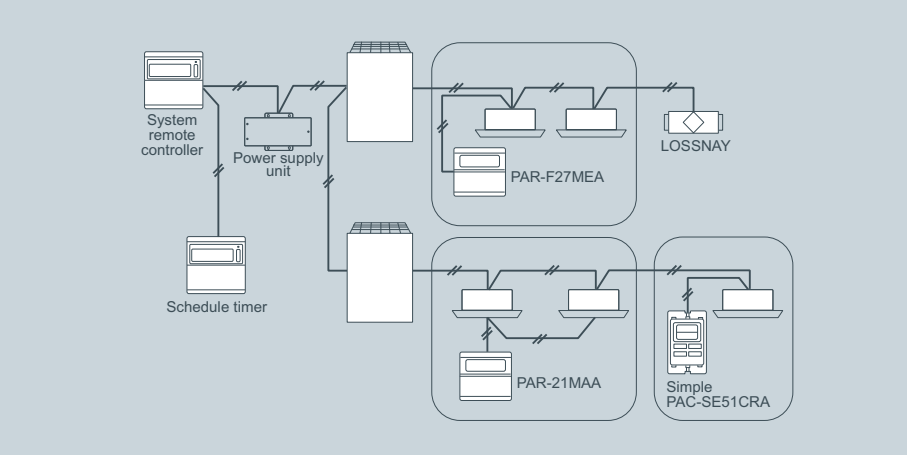 System
remote
controller
Power supply
unit
LOSSNAY
PAR-F27MEA
Schedule timer
PAR-21MAA
Simple
PAC-SE51CRA